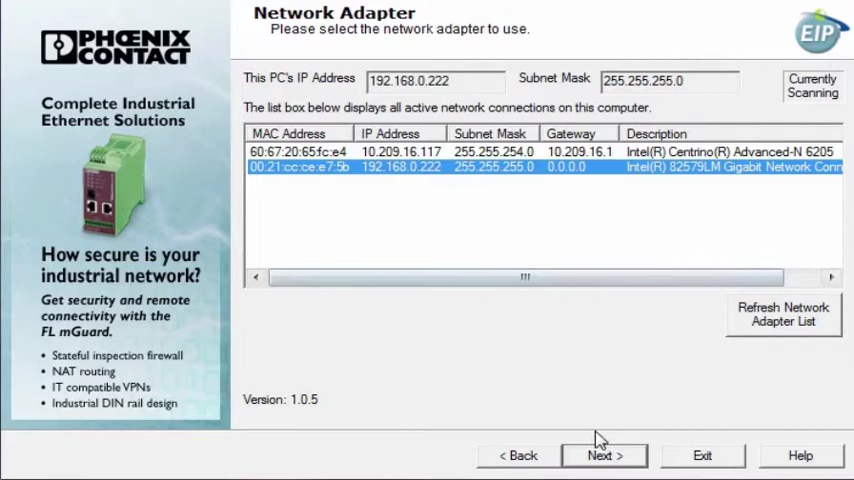 Network Adapter
Please select the network adapter to use.
EIP
PHOENIX
CONTACT
This PC's IP Address 192.168.0.222 Subnet Mask 255.255.255.0 Currently Scanning
The list box below displays all active network connections on this computer.
MAC Address IP Address Subnet Mask Gateway Description
60:67:20:65:fc:e4 10.209.16.117 255.255.254.0 10.209.16.1 Intel(R) Centrino(R) Advanced-N 6205
00:21:cc:ce:e7:5b 192.168.0.222 255.255.255.0 0.0.0.0 Intel(R) 82579LM Gigabit Network Conn
Complete Industrial
Ethernet Solutions
How secure is your
industrial network?
Get security and remote
connectivity with the
FL mGuard.
• Stateful inspection firewall
• NAT routing
• IT compatible VPNs
• Industrial DIN rail design
Refresh Network
Adapter List
Version: 1.0.5
< Back Next > Exit Help